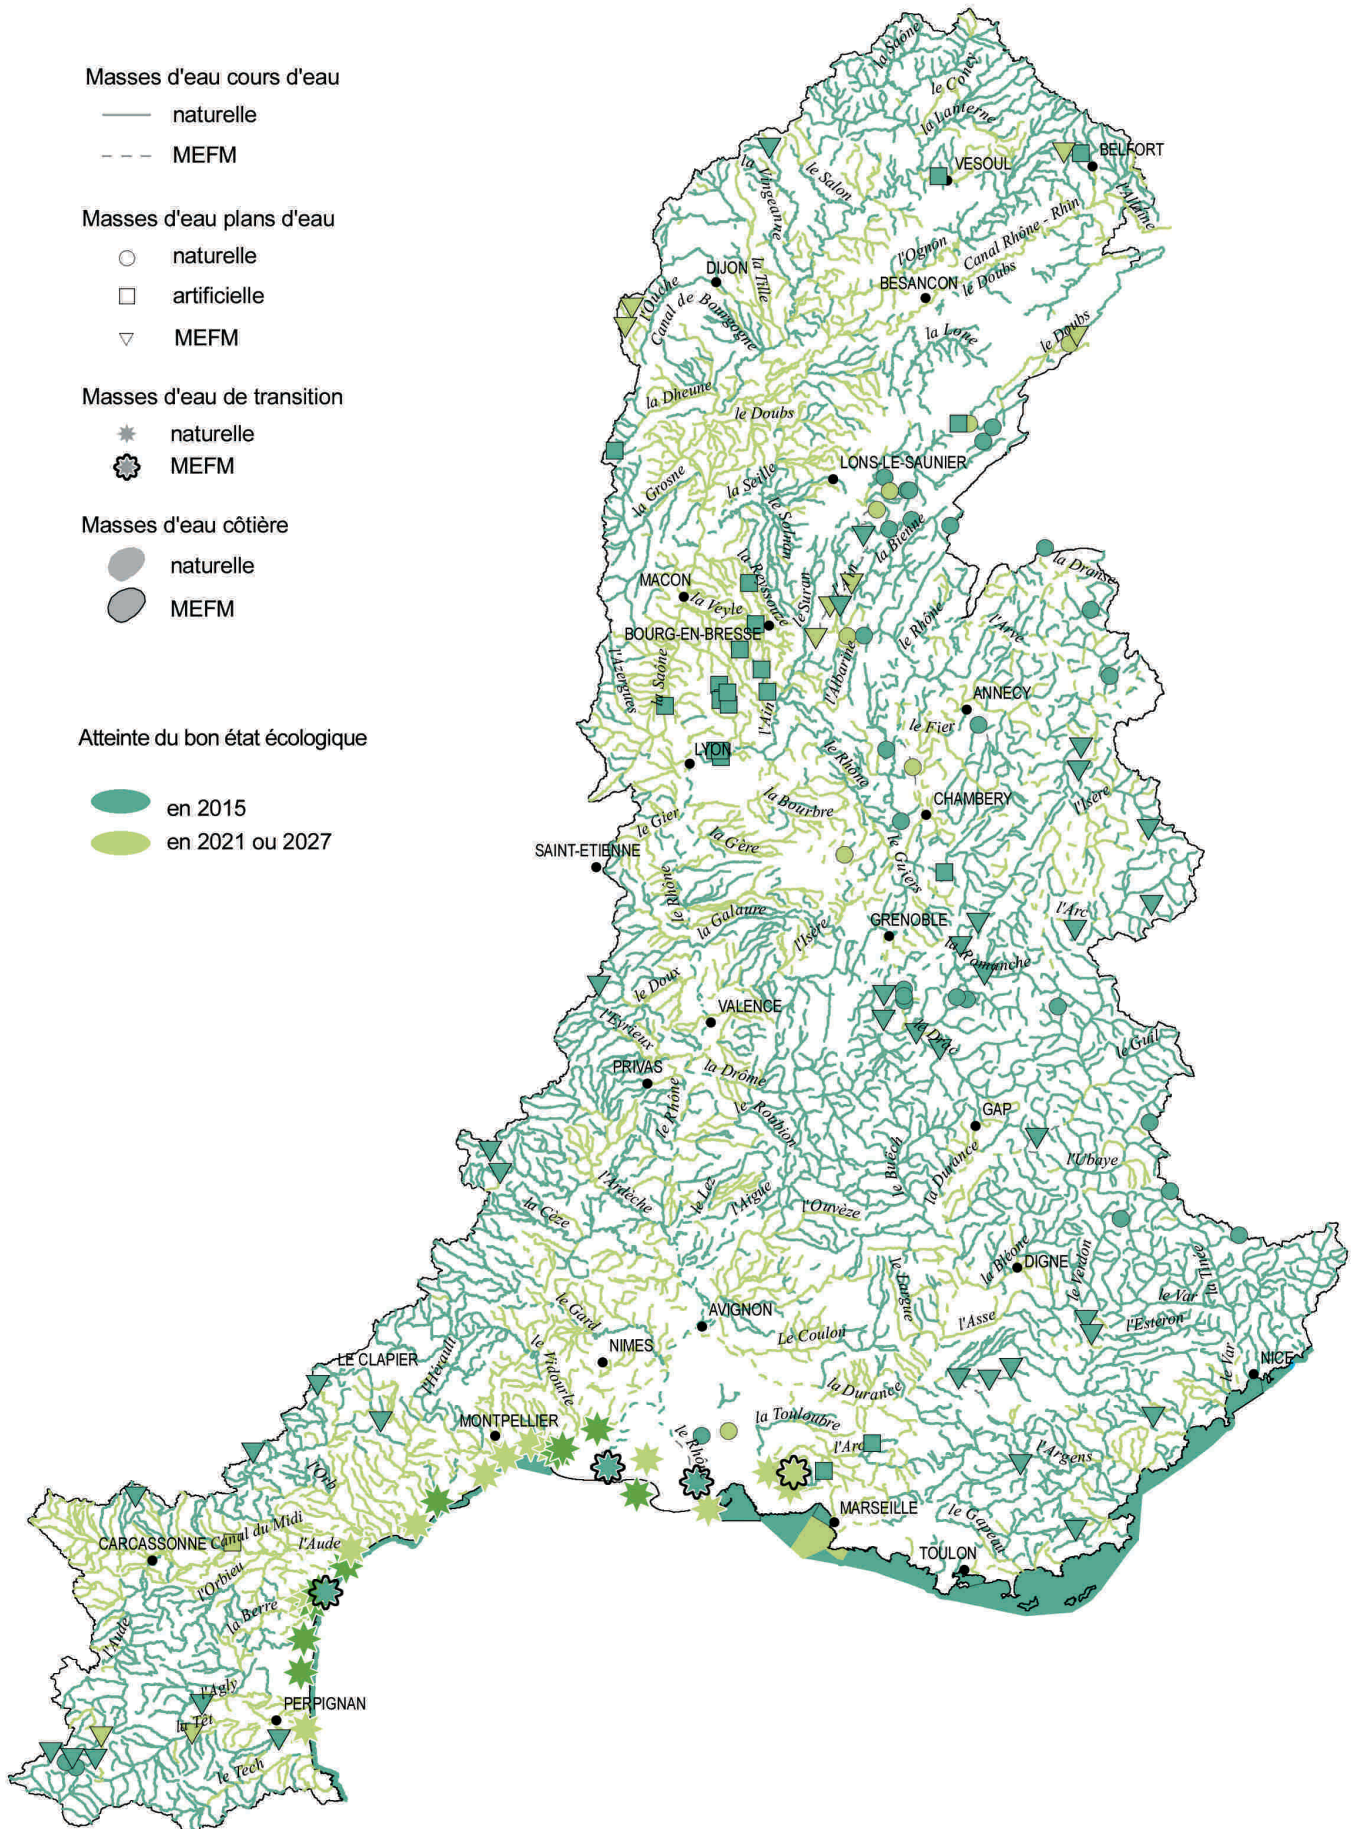 Masses d'eau cours d'eau
naturelle
MEFM
Masses d'eau plans d'eau
naturelle
artificielle
MEFM
Masses d'eau de transition
naturelle
MEFM
Masses d'eau côtière
naturelle
MEFM
Atteinte du bon état écologique
en 2015
en 2021 ou 2027
la Saône
le Coney
la Lanterne
BELFORT
VESOUL
la Vingeanne
le Salon
l'Allaine
Canal Rhône - Rhin
l'Ognon
DIJON
la Tille
BESANCON
le Doubs
l'Ouche
Canal de Bourgogne
la Loue
le Doubs
la Dheune
le Doubs
LONS-LE-SAUNIER
la Grosne
la Seille
le Solnan
la Bienne
la Dranse
MACON
la Reyssouze
le Suran
l'Ain
la Veyle
BOURG-EN-BRESSE
le Rhône
l'Arve
l'Azergues
la Saône
l'Albarine
l'Ain
ANNECY
le Fier
LYON
le Rhône
la Bourbre
CHAMBERY
l'Isère
le Gier
la Gère
SAINT-ETIENNE
le Guiers
le Rhône
la Galaure
l'Isère
GRENOBLE
l'Arc
la Romanche
le Doux
VALENCE
l'Eyrieux
le Drac
le Guil
PRIVAS
la Drôme
le Rhône
le Roubion
GAP
le Buëch
la Durance
l'Ubaye
l'Ardèche
le Lez
l'Aigue
l'Ouvèze
la Cèze
la Bléone
DIGNE
le Verdon
la Tinée
le Largue
le Var
le Gard
AVIGNON
Le Coulon
l'Asse
l'Estéron
NIMES
LE CLAPIER
l'Hérault
le Vidourle
le Var
NICE
la Durance
MONTPELLIER
la Touloubre
le Rhône
l'Arc
l'Argens
l'Orb
MARSEILLE
le Gapeau
TOULON
CARCASSONNE
Canal du Midi
l'Aude
l'Orbieu
la Berre
l'Aude
l'Agly
PERPIGNAN
la Têt
le Tech